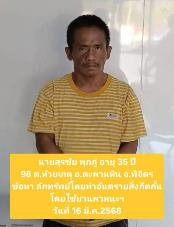 นายสุรชัย พุกภู่ อายุ 35 ปี
98 ต.ห้วยเกตุ อ.ตะพานหิน จ.พิจิตร
ข้อหา ลักทรัพย์โดยทำอันตรายสิ่งกีดกั้น
โดยใช้ยานพาหนะฯ
วันที่ 16 มี.ค.2568